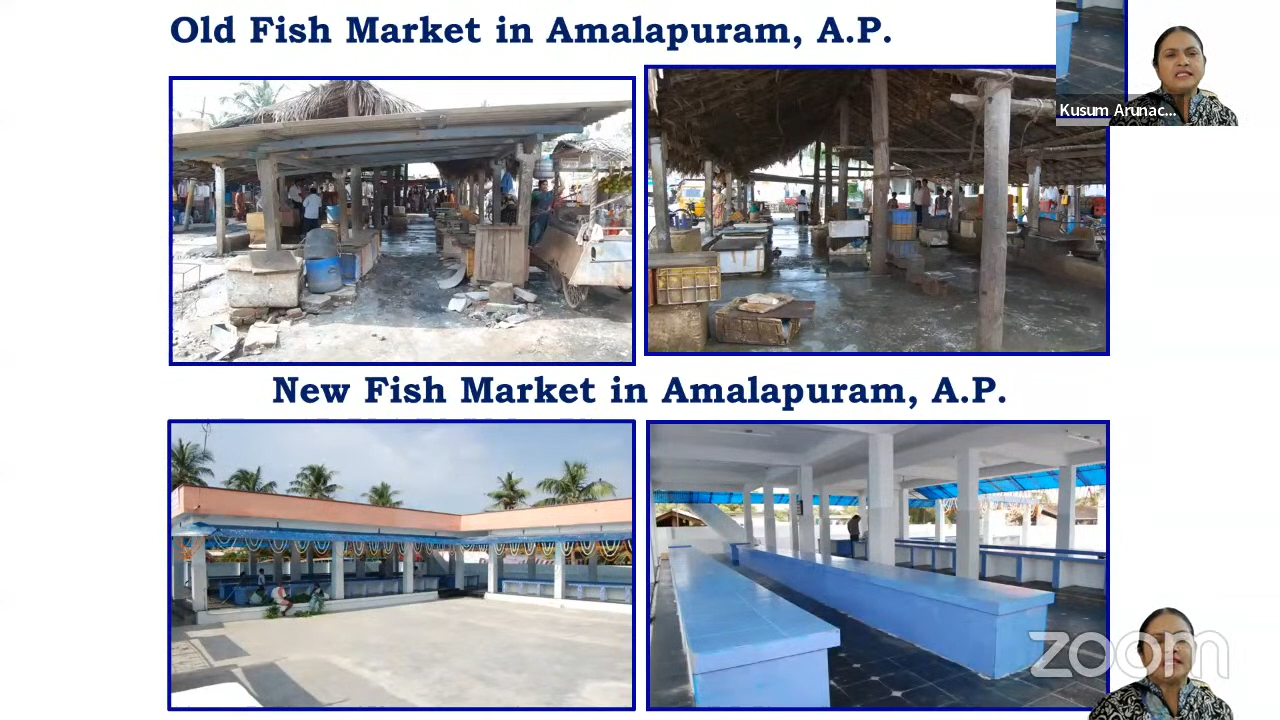 Old Fish Market in Amalapuram, A.P.
Kusum Arunac...
New Fish Market in Amalapuram, A.P.
zoom